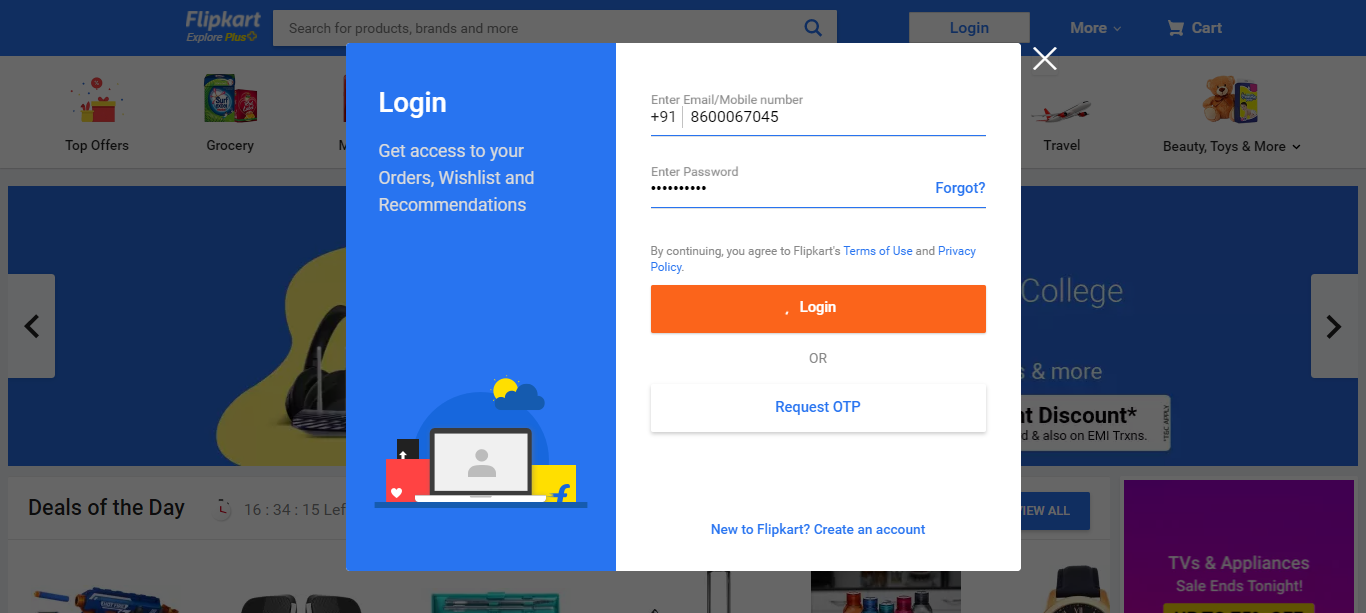 Flipkart
Explore Plus
Search for products, brands and more
Login
More
Cart
Top Offers
Grocery
M
Travel
Beauty, Toys & More
Login
Get access to your
Orders, Wishlist and
Recommendations
Enter Email/Mobile number
+91 8600067045
Enter Password
••••••••••
Forgot?
By continuing, you agree to Flipkart's Terms of Use and Privacy
Policy.
Login
OR
Request OTP
New to Flipkart? Create an account
College
s & more
nt Discount*
d & also on EMI Trxns.
*T&C APPLY
Deals of the Day
16 : 34 : 15 Lef
VIEW ALL
TVs & Appliances
Sale Ends Tonight!